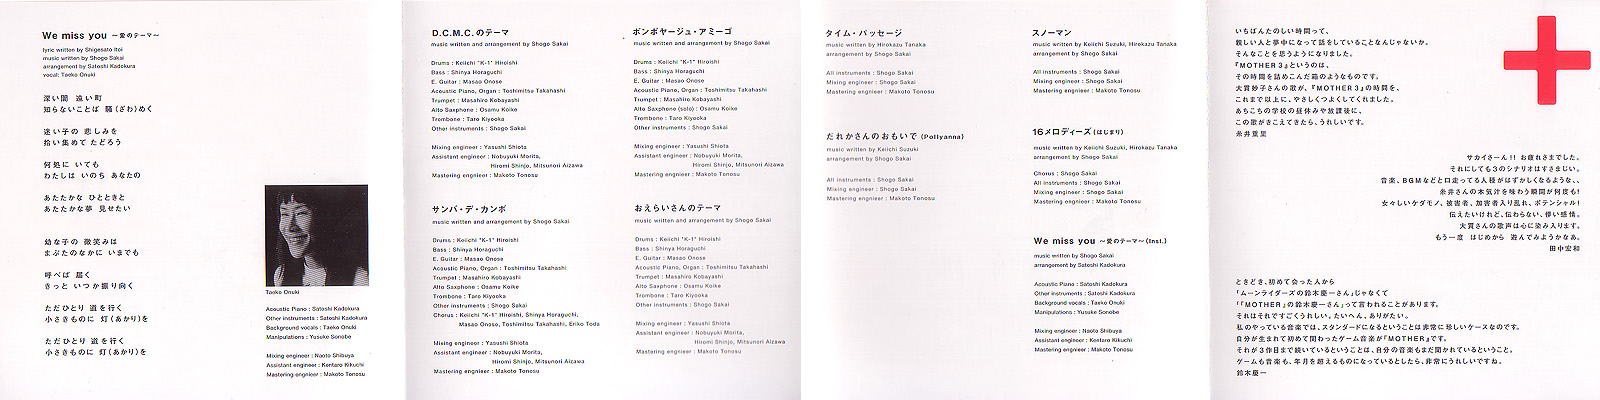 We miss you ～愛のテーマ～
lyric written by Shigesato Itoi
music written by Shogo Sakai
arrangement by Satoshi Kadokura
vocal: Taeko Onuki
深い闇 遠い町
知らないことば 騒(ざわ)めく
迷い子の 悲しみを
拾い集めて たどろう
何処に いても
わたしは いのち あなたの
あたたかな ひとときと
あたたかな夢 見せたい
幼な子の 微笑みは
まぶたのなかに いまでも
呼べば 届く
きっと いつか振り向く
ただひとり 道を行く
小さきものに 灯(あかり)を
ただひとり 道を行く
小さきものに 灯(あかり)を
Taeko Onuki
Acoustic Piano : Satoshi Kadokura
Other instruments : Satoshi Kadokura
Background vocals : Taeko Onuki
Manipulations : Yusuke Sonobe
Mixing engineer : Naoto Shibuya
Assistant engineer : Kentaro Kikuchi
Mastering engnieer : Makoto Tonosu
D.C.M.C.のテーマ
music written and arrangement by Shogo Sakai
Drums : Keiichi "K-1" Hiroishi
Bass : Shinya Horaguchi
E. Guitar : Masao Onose
Acoustic Piano, Organ : Toshimitsu Takahashi
Trumpet : Masahiro Kobayashi
Alto Saxphone : Osamu Koike
Trombone : Taro Kiyooka
Other instruments : Shogo Sakai
Mixing engineer : Yasushi Shiota
Assistant engineer : Nobuyuki Morita,
Hiromi Shinjo, Mitsunori Aizawa
Mastering engnieer : Makoto Tonosu
サンバ・デ・カンボ
music written and arrangement by Shogo Sakai
Drums : Keiichi "K-1" Hiroishi
Bass : Shinya Horaguchi
E. Guitar : Masao Onose
Acoustic Piano, Organ : Toshimitsu Takahashi
Trumpet : Masahiro Kobayashi
Alto Saxphone : Osamu Koike
Trombone : Taro Kiyooka
Other instruments : Shogo Sakai
Chorus : Keiichi "K-1" Hiroishi, Shinya Horaguchi,
Masao Onoso, Toshimitsu Takahashi, Eriko Toda
Mixing engineer : Yasushi Shiota
Assistant engineer : Nobuyuki Morita,
Hiromi Shinjo, Mitsunori Aizawa
Mastering engnieer : Makoto Tonosu
ボンボヤージュ・アミーゴ
music written and arrangement by Shogo Sakai
Drums : Keiichi "K-1" Hiroishi
Bass : Shinya Horaguchi
E. Guitar : Masao Onose
Acoustic Piano, Organ : Toshimitsu Takahashi
Trumpet : Masahiro Kobayashi
Alto Saxphone (solo) : Osamu Koike
Trombone : Taro Kiyooka
Other instruments : Shogo Sakai
Mixing engineer : Yasushi Shiota
Assistant engineer : Nobuyuki Morita,
Hiromi Shinjo, Mitsunori Aizawa
Mastering engnieer : Makoto Tonosu
おえらいさんのテーマ
music written and arrangement by Shogo Sakai
Drums : Keiichi "K-1" Hiroishi
Bass : Shinya Horaguchi
E. Guitar : Masao Onose
Acoustic Piano, Organ : Toshimitsu Takahashi
Trumpet : Masahiro Kobayashi
Alto Saxphone : Osamu Koike
Trombone : Taro Kiyooka
Other instruments : Shogo Sakai
Mixing engineer : Yasushi Shiota
Assistant engineer : Nobuyuki Morita,
Hiromi Shinjo, Mitsunori Aizawa
Mastering engnieer : Makoto Tonosu
タイム・パッセージ
music written by Hirokazu Tanaka
arrangement by Shogo Sakai
All instruments : Shogo Sakai
Mixing engineer : Shogo Sakai
Mastering engnieer : Makoto Tonosu
だれかさんのおもいで (Pollyanna)
music written by Keiichi Suzuki
arrangement by Shogo Sakai
All instruments : Shogo Sakai
Mixing engineer : Shogo Sakai
Mastering engnieer : Makoto Tonosu
スノーマン
music written by Keiichi Suzuki, Hirokazu Tanaka
arrangement by Shogo Sakai
All instruments : Shogo Sakai
Mixing engineer : Shogo Sakai
Mastering engnieer : Makoto Tonosu
16メロディーズ (はじまり)
music written by Keiichi Suzuki, Hirokazu Tanaka
arrangement by Shogo Sakai
Chorus : Shogo Sakai
All instruments : Shogo Sakai
Mixing engineer : Shogo Sakai
Mastering engnieer : Makoto Tonosu
We miss you ～愛のテーマ～(Inst.)
music written by Shogo Sakai
arrangement by Satoshi Kadokura
Acoustic Piano : Satoshi Kadokura
Other instruments : Satoshi Kadokura
Background vocals : Taeko Onuki
Manipulations : Yusuke Sonobe
Mixing engineer : Naoto Shibuya
Assistant engineer : Kentaro Kikuchi
Mastering engnieer : Makoto Tonosu
いちばんたのしい時間って、
親しい人と夢中になって話をしていることなんじゃないか。
そんなことを思うようになりました。
『MOTHER3』というのは、
その時間を詰めこんだ箱のようなものです。
大貫妙子さんの歌が、『MOTHER3』の時間を、
これまで以上に、やさしくつよくしてくれました。
あちこちの学校の昼休みや放課後に、
この歌がきこえてきたら、うれしいです。
糸井重里
サカイさーん!! お疲れさまでした。
それにしても3のシナリオはすさまじい。
音楽、BGMなどと口走ってる人種がはずかしくなるような、、
糸井さんの本気汁を味わう瞬間が何度も!
女々しいケダモノ、被害者、加害者入り乱れ、ポテンシャル!
伝えたいけれど、伝わらない、儚い感情。
大貫さんの歌声は心に染み入ります。
もう一度 はじめから 遊んでみようかなあ。
田中宏和
ときどき、初めて会った人から
「ムーンライダーズの鈴木慶一さん」じゃなくて
「『MOTHER』の鈴木慶一さん」って言われることがあります。
それはそれですごくうれしい。たいへん、ありがたい。
私のやっている音楽では、スタンダードになるということは非常に珍しいケースなのです。
自分が生まれて初めて関わったゲーム音楽が『MOTHER』です。
それが3作目まで続いているということは、自分の音楽もまだ聞かれているということ。
ゲームも音楽も、年月を超えるものになっているとしたら、非常にうれしいですね。
鈴木慶一